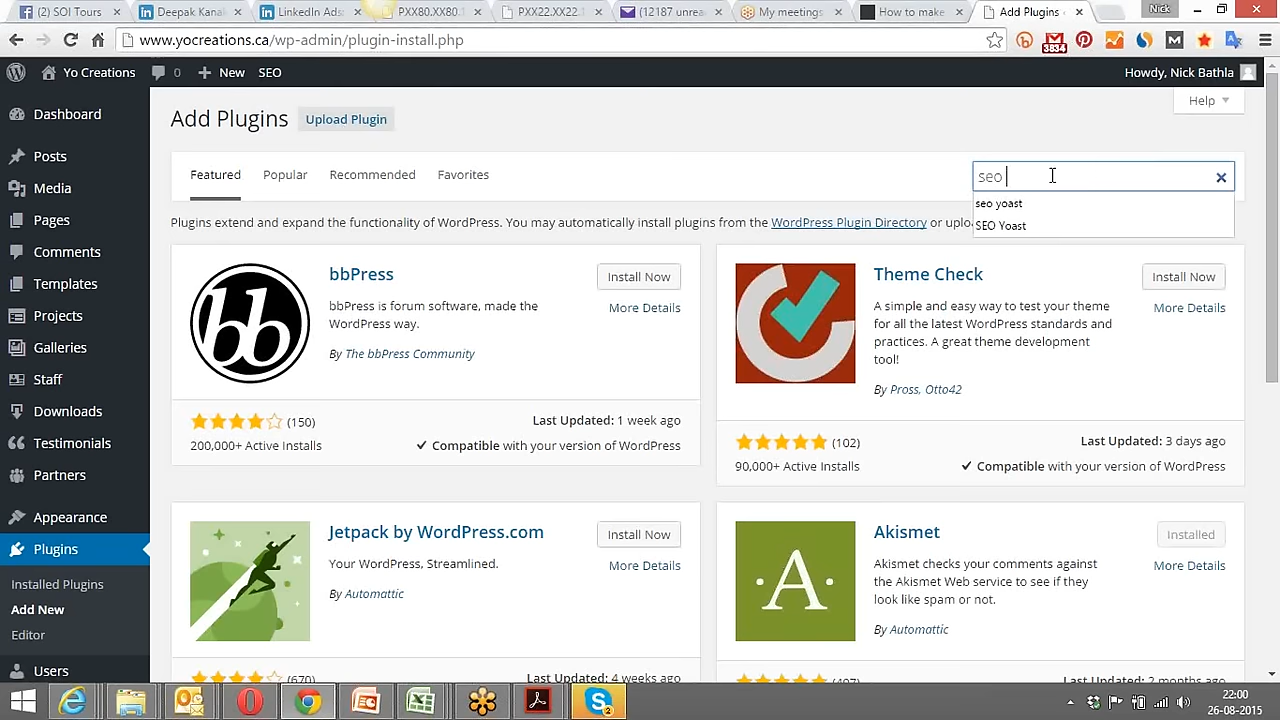 (2) SOI Tours
Deepak Kana
LinkedIn Ads
PXX80.XX80.1
PXX22.XX22.1
(12187 unrea
My meetings
How to make
Add Plugins
Nick
www.yocreations.ca/wp-admin/plugin-install.php
3834
Yo Creations
0
New
SEO
Howdy, Nick Bathla
Dashboard
Posts
Media
Pages
Comments
Templates
Projects
Galleries
Staff
Downloads
Testimonials
Partners
Appearance
Plugins
Installed Plugins
Add New
Editor
Users
Add Plugins
Upload Plugin
Help
Featured
Popular
Recommended
Favorites
seo
seo yoast
SEO Yoast
Plugins extend and expand the functionality of WordPress. You may automatically install plugins from the WordPress Plugin Directory or uplo
bb
bbPress
Install Now
More Details
bbPress is forum software, made the
WordPress way.
By The bbPress Community
(150)
200,000+ Active Installs
Last Updated: 1 week ago
Compatible with your version of WordPress
Theme Check
Install Now
More Details
A simple and easy way to test your theme
for all the latest WordPress standards and
practices. A great theme development
tool!
By Pross, Otto42
(102)
90,000+ Active Installs
Last Updated: 3 days ago
Compatible with your version of WordPress
Jetpack by WordPress.com
Install Now
More Details
Your WordPress, Streamlined.
By Automattic
(670)
Last Updated: 4 weeks ago
A
Akismet
Installed
More Details
Akismet checks your comments against
the Akismet Web service to see if they
look like spam or not.
By Automattic
Last Updated: 2 months ago
22:00
26-08-2015